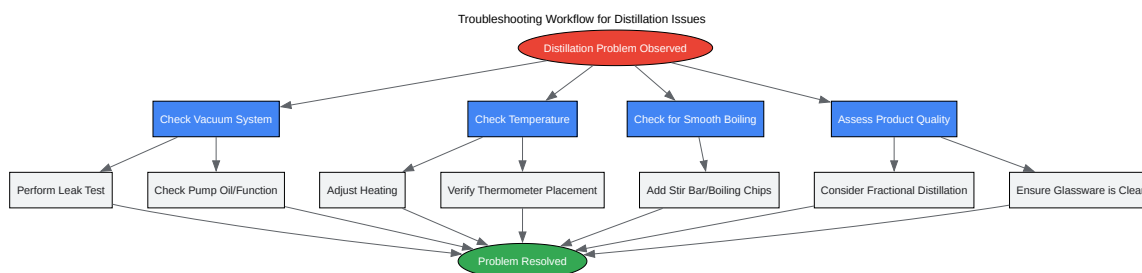 Troubleshooting Workflow for Distillation Issues
Distillation Problem Observed
Check Vacuum System
Check Temperature
Check for Smooth Boiling
Assess Product Quality
Perform Leak Test
Check Pump Oil/Function
Adjust Heating
Verify Thermometer Placement
Add Stir Bar/Boiling Chips
Consider Fractional Distillation
Ensure Glassware is Clean
Problem Resolved